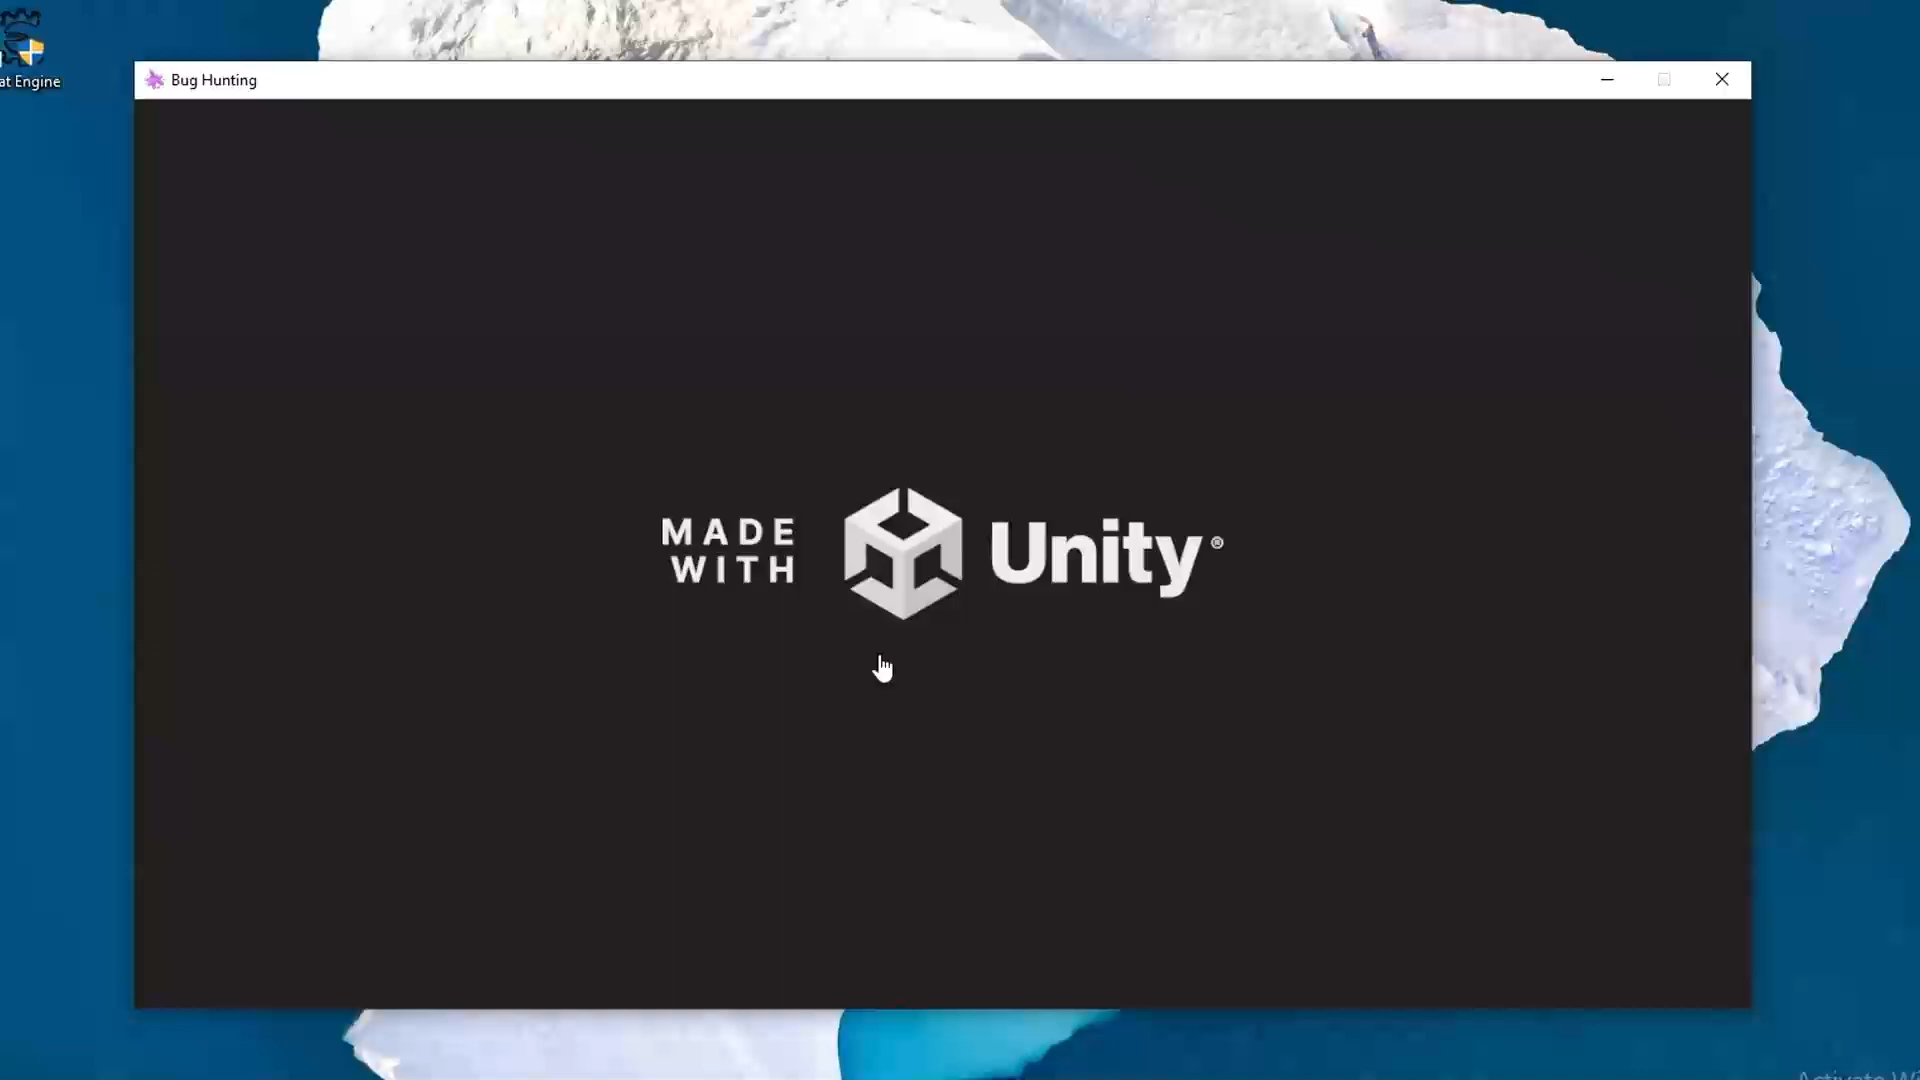 at Engine
Bug Hunting
MADE
WITH
Unity®